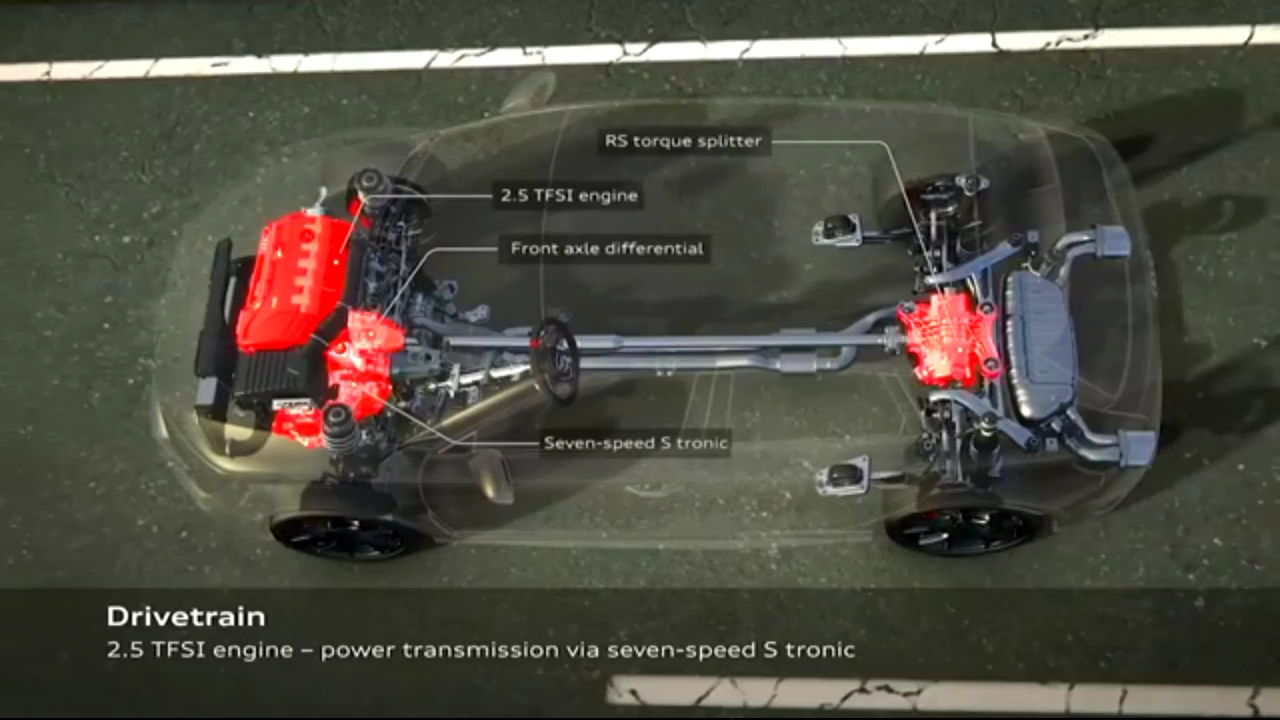 RS torque splitter
2.5 TFSI engine
Front axle differential
Seven-speed S tronic
Drivetrain
2.5 TFSI engine – power transmission via seven-speed S tronic